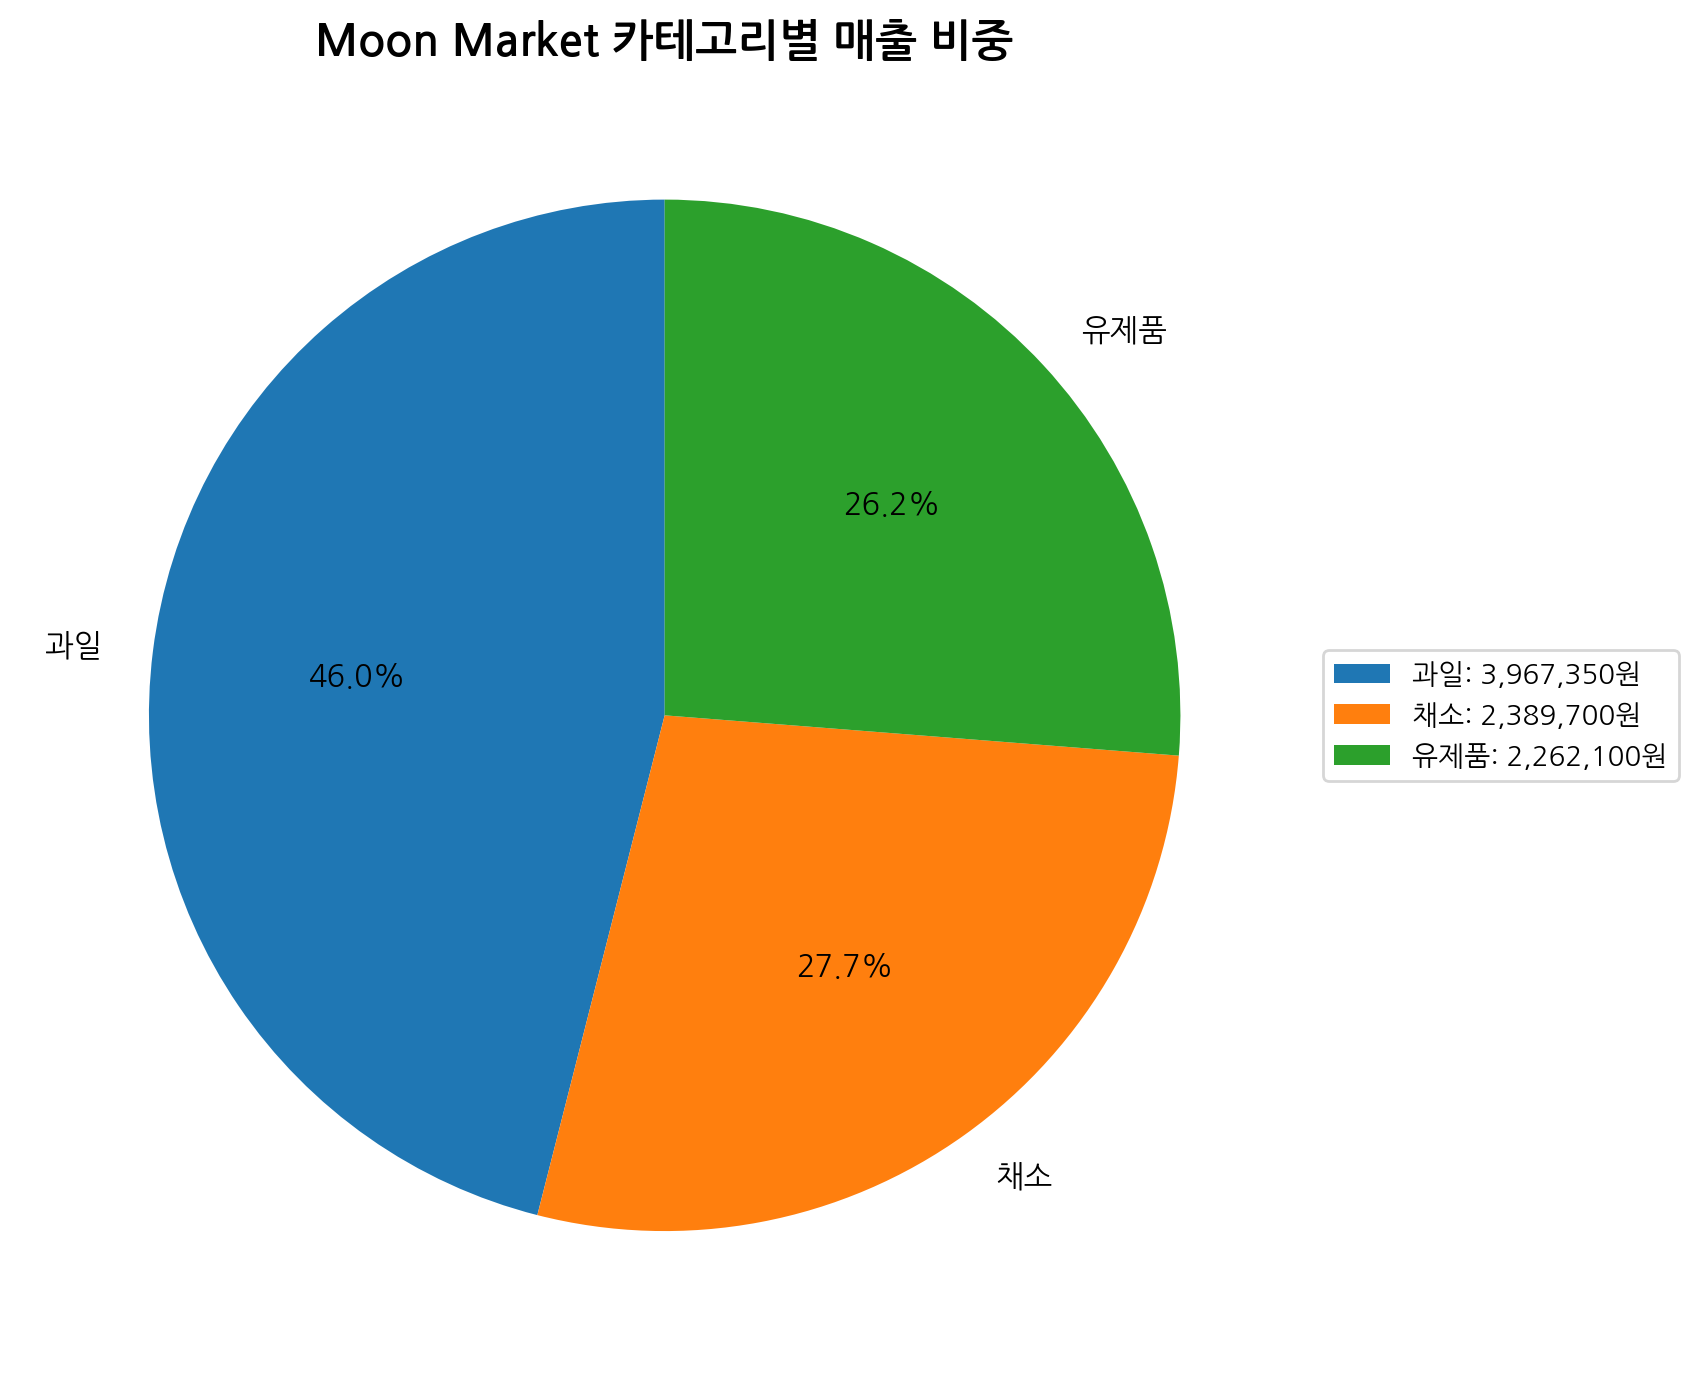 Moon Market 카테고리별 매출 비중
유제품
26.2%
과일
46.0%
과일: 3,967,350원
채소: 2,389,700원
유제품: 2,262,100원
27.7%
채소